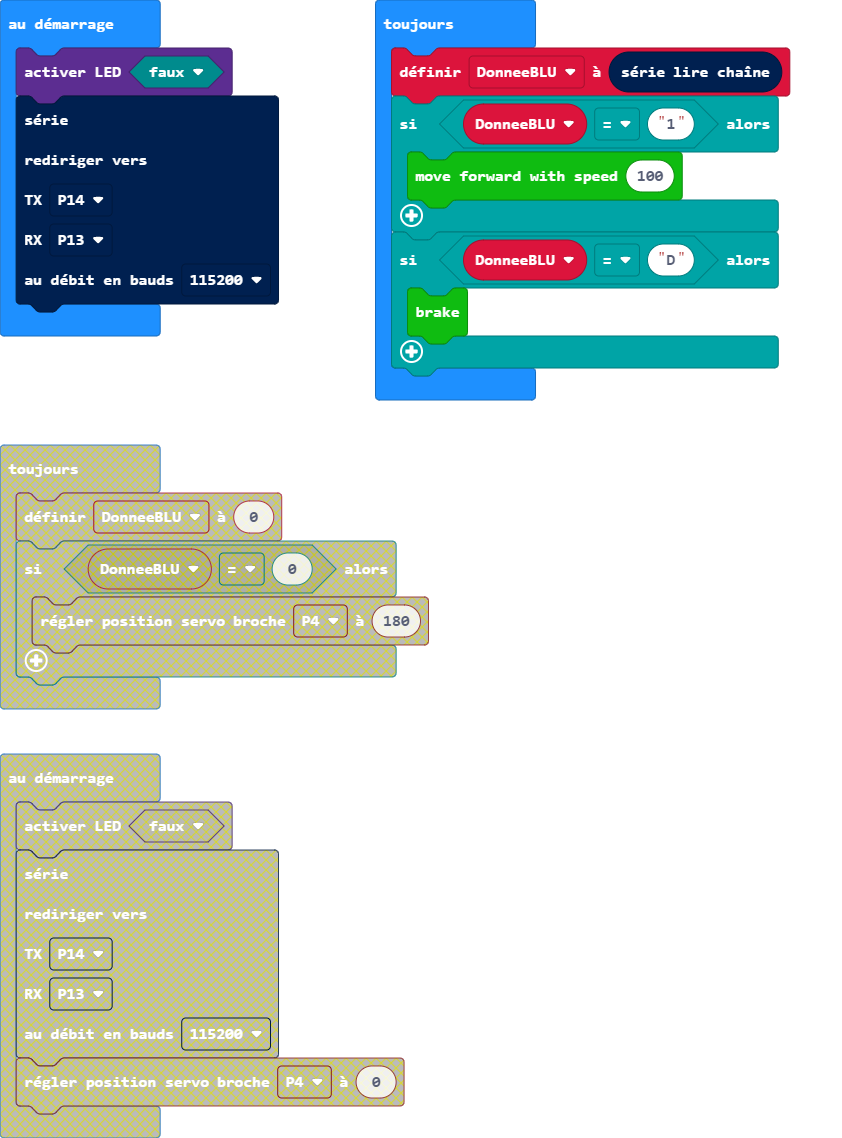 au démarrage
activer LED faux
série
rediriger vers
TX P14
RX P13
au débit en bauds 115200
toujours
définir DonneeBLU à série lire chaîne
si DonneeBLU = "1" alors
move forward with speed 100
si DonneeBLU = "D" alors
brake
toujours
définir DonneeBLU à 0
si DonneeBLU = 0 alors
régler position servo broche P4 à 180
au démarrage
activer LED faux
série
rediriger vers
TX P14
RX P13
au débit en bauds 115200
régler position servo broche P4 à 0